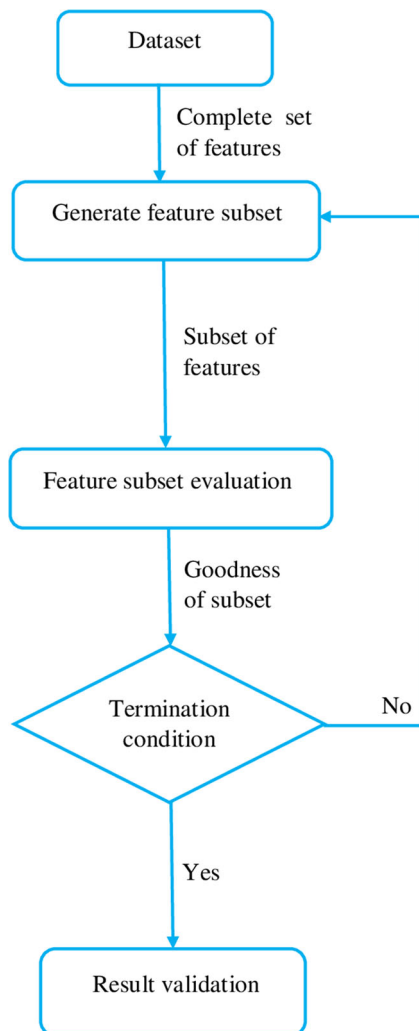 Dataset
Complete set
of features
Generate feature subset
Subset of
features
Feature subset evaluation
Goodness
of subset
Termination
condition
No
Yes
Result validation